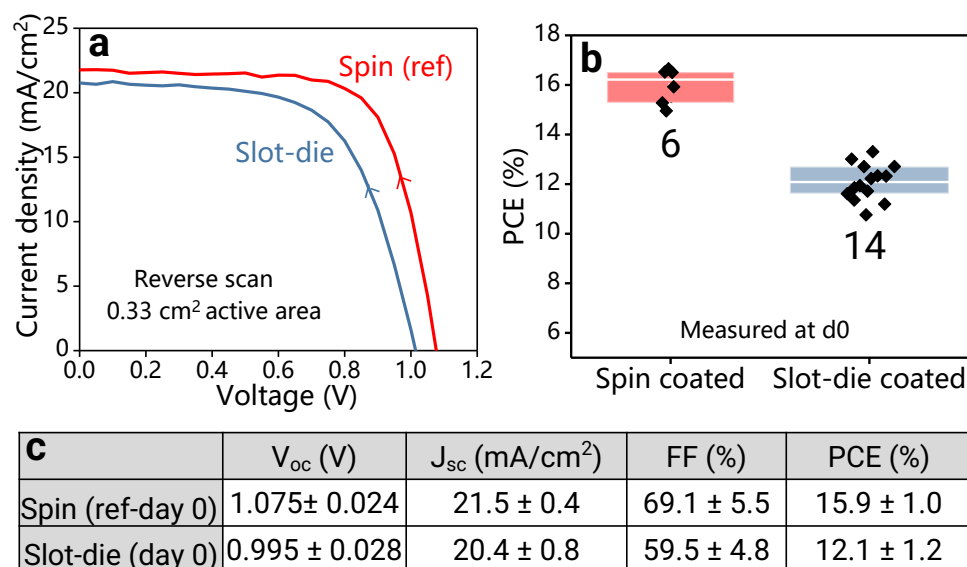 a
Current density (mA/cm²)
25
20
15
10
5
0
Spin (ref)
Slot-die
Reverse scan
0.33 cm² active area
0.0 0.2 0.4 0.6 0.8 1.0 1.2
Voltage (V)
b
PCE (%)
18
16
14
12
10
8
6
6
14
Measured at d0
Spin coated Slot-die coated
c Vₒc (V) Jsc (mA/cm²) FF (%) PCE (%)
Spin (ref-day 0) 1.075± 0.024 21.5 ± 0.4 69.1 ± 5.5 15.9 ± 1.0
Slot-die (day 0) 0.995 ± 0.028 20.4 ± 0.8 59.5 ± 4.8 12.1 ± 1.2